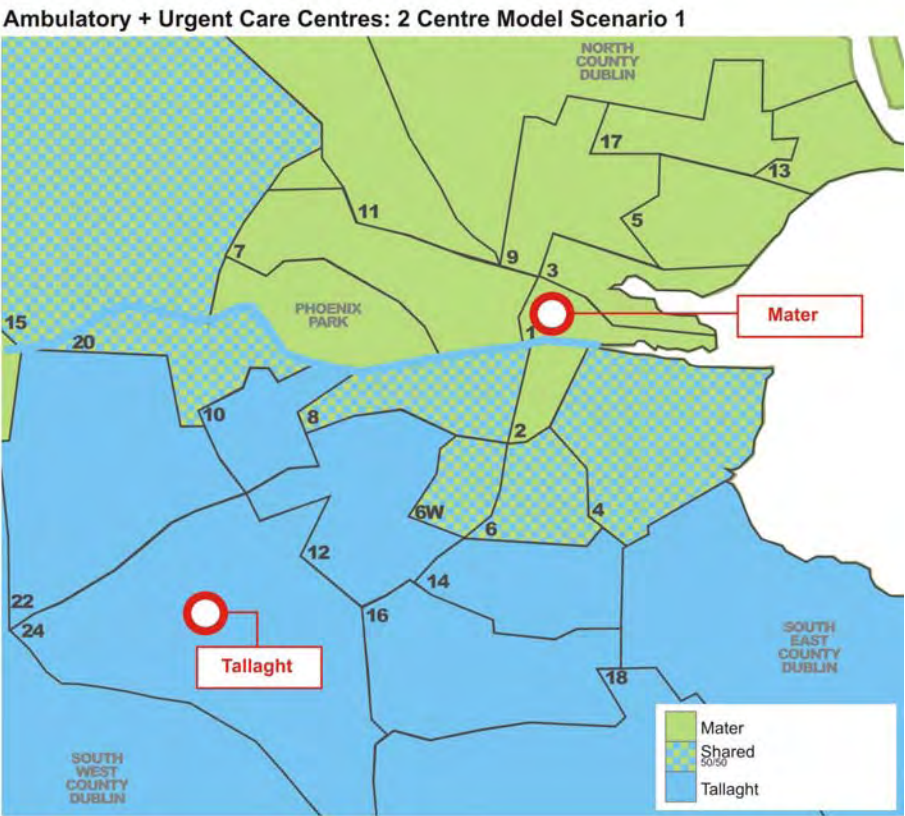 Ambulatory + Urgent Care Centres: 2 Centre Model Scenario 1
NORTH
COUNTY
DUBLIN
17
13
11
5
7
9
3
PHOENIX
PARK
Mater
15
1
20
10
8
2
6W
6
4
12
14
22
16
24
Tallaght
SOUTH
EAST
COUNTY
DUBLIN
18
SOUTH
WEST
COUNTY
DUBLIN
Mater
Shared
50/50
Tallaght